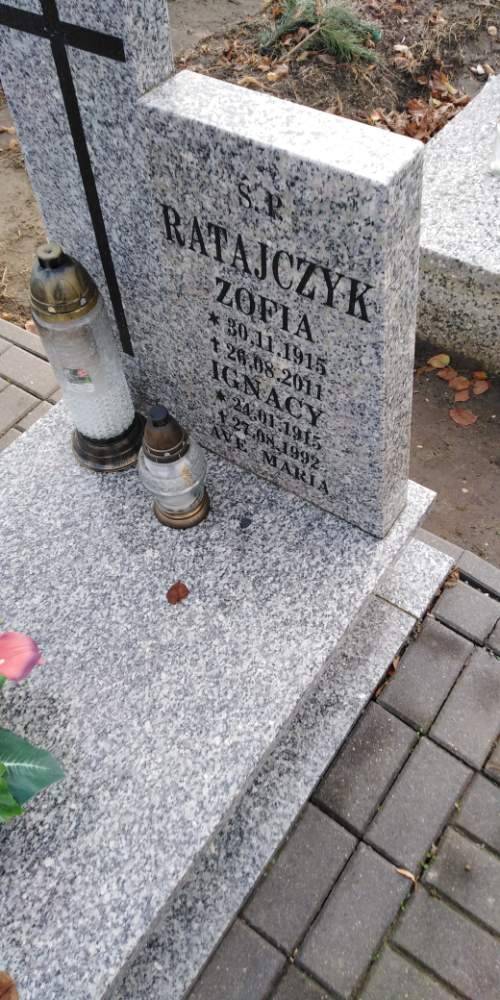 Ś. P.
RATAJCZYK
ZOFIA
* 30.11.1915
† 26.08.2011
IGNACY
* 24.01.1915
† 27.08.1992
AVE MARIA